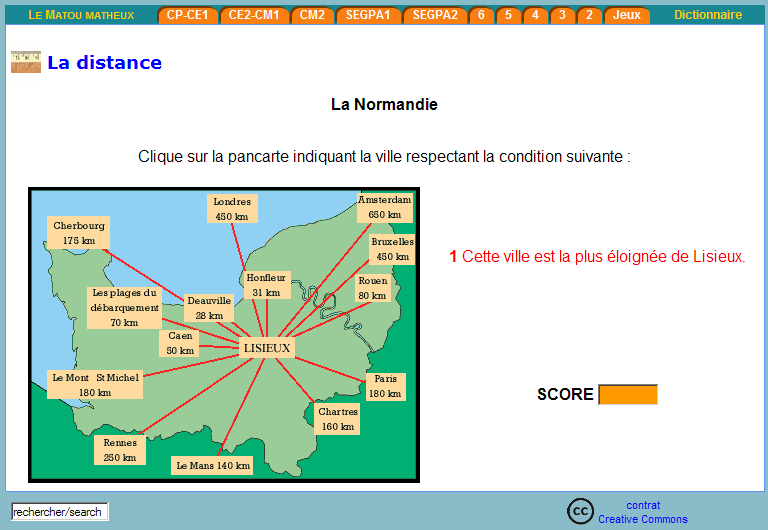 LE MATOU MATHEUX CP-CE1 CE2-CM1 CM2 SEGPA1 SEGPA2 6 5 4 3 2 Jeux Dictionnaire
La distance
La Normandie
Clique sur la pancarte indiquant la ville respectant la condition suivante :
Londres
450 km
Amsterdam
650 km
Cherbourg
175 km
Bruxelles
450 km
1 Cette ville est la plus éloignée de Lisieux.
Honfleur
31 km
Rouen
80 km
Les plages du
débarquement
70 km
Deauville
28 km
Caen
50 km
LISIEUX
Le Mont St Michel
180 km
Paris
180 km
SCORE
Chartres
160 km
Rennes
250 km
Le Mans 140 km
rechercher/search
cc
contrat
Creative Commons